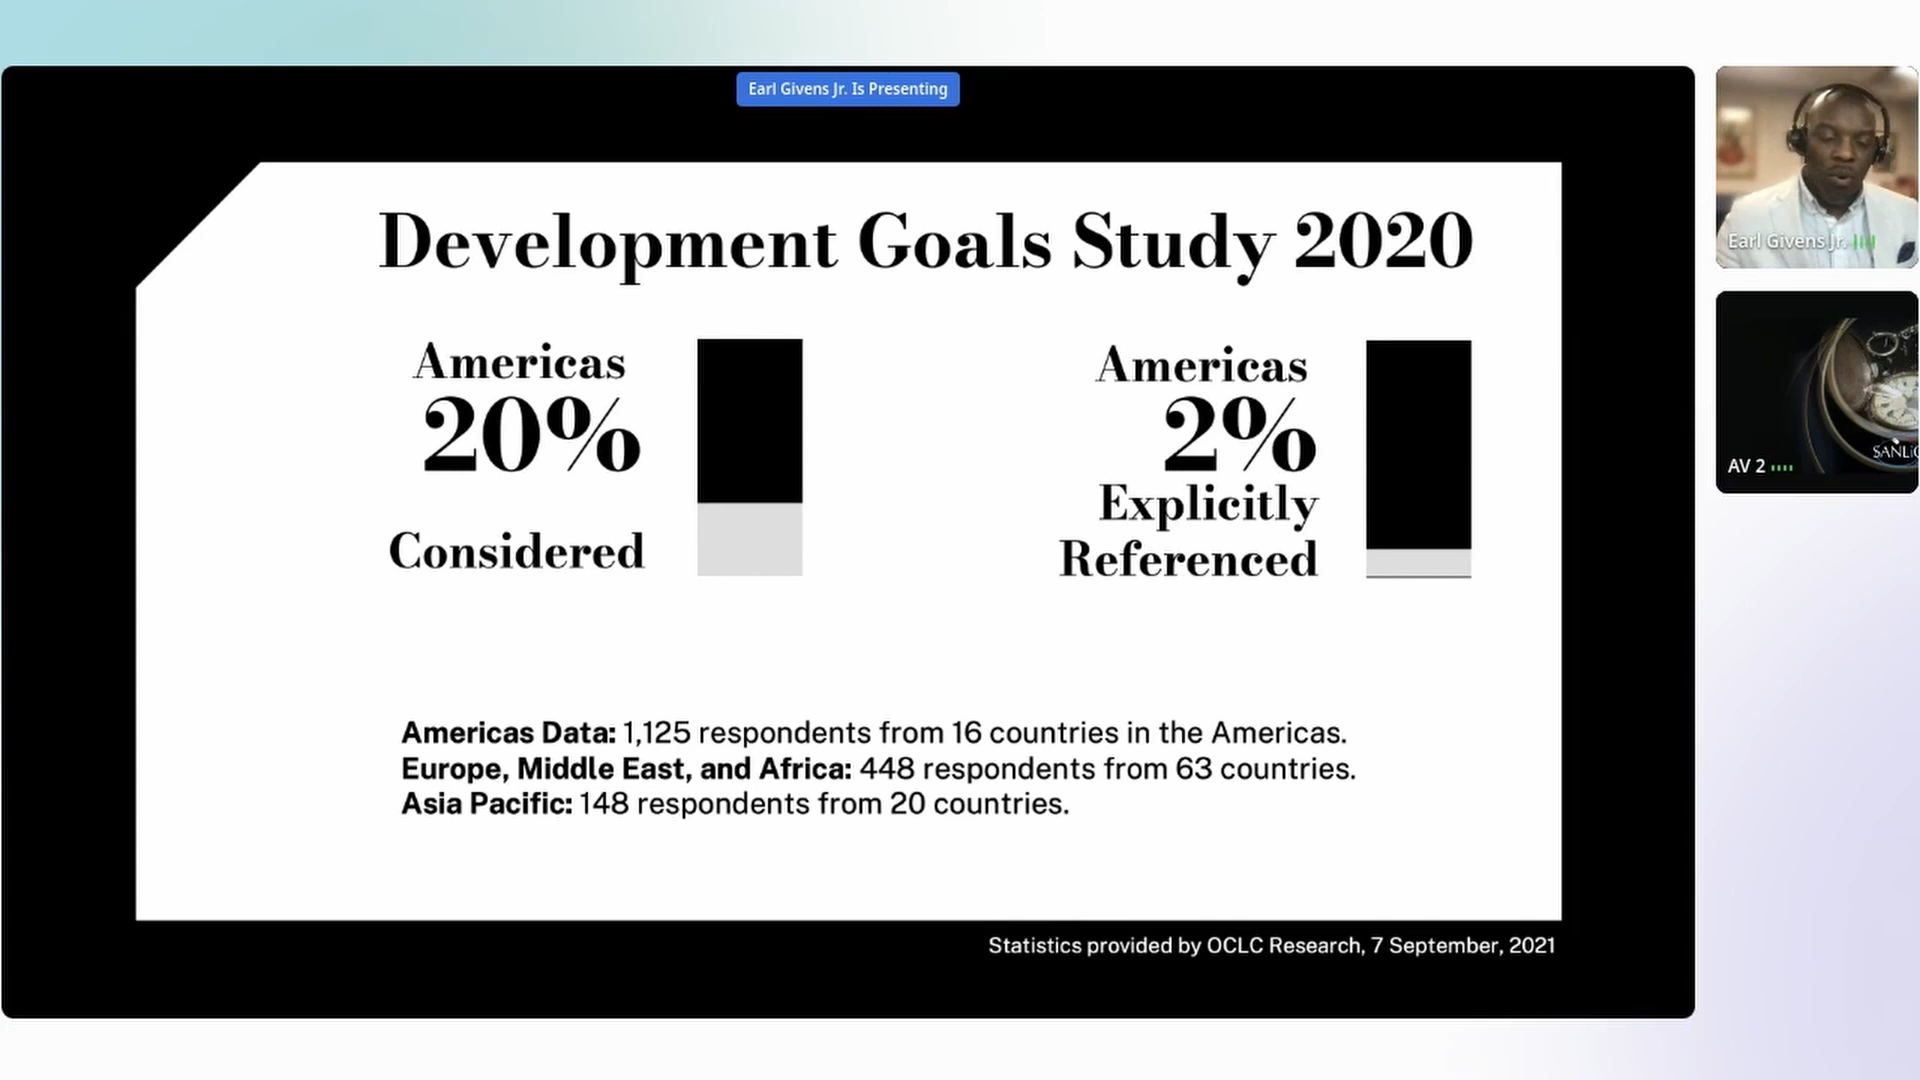 Earl Givens Jr. Is Presenting
Development Goals Study 2020
Americas
20%
Considered
Americas
2%
Explicitly
Referenced
Americas Data: 1,125 respondents from 16 countries in the Americas.
Europe, Middle East, and Africa: 448 respondents from 63 countries.
Asia Pacific: 148 respondents from 20 countries.
Statistics provided by OCLC Research, 7 September, 2021
Earl Givens Jr.
AV 2